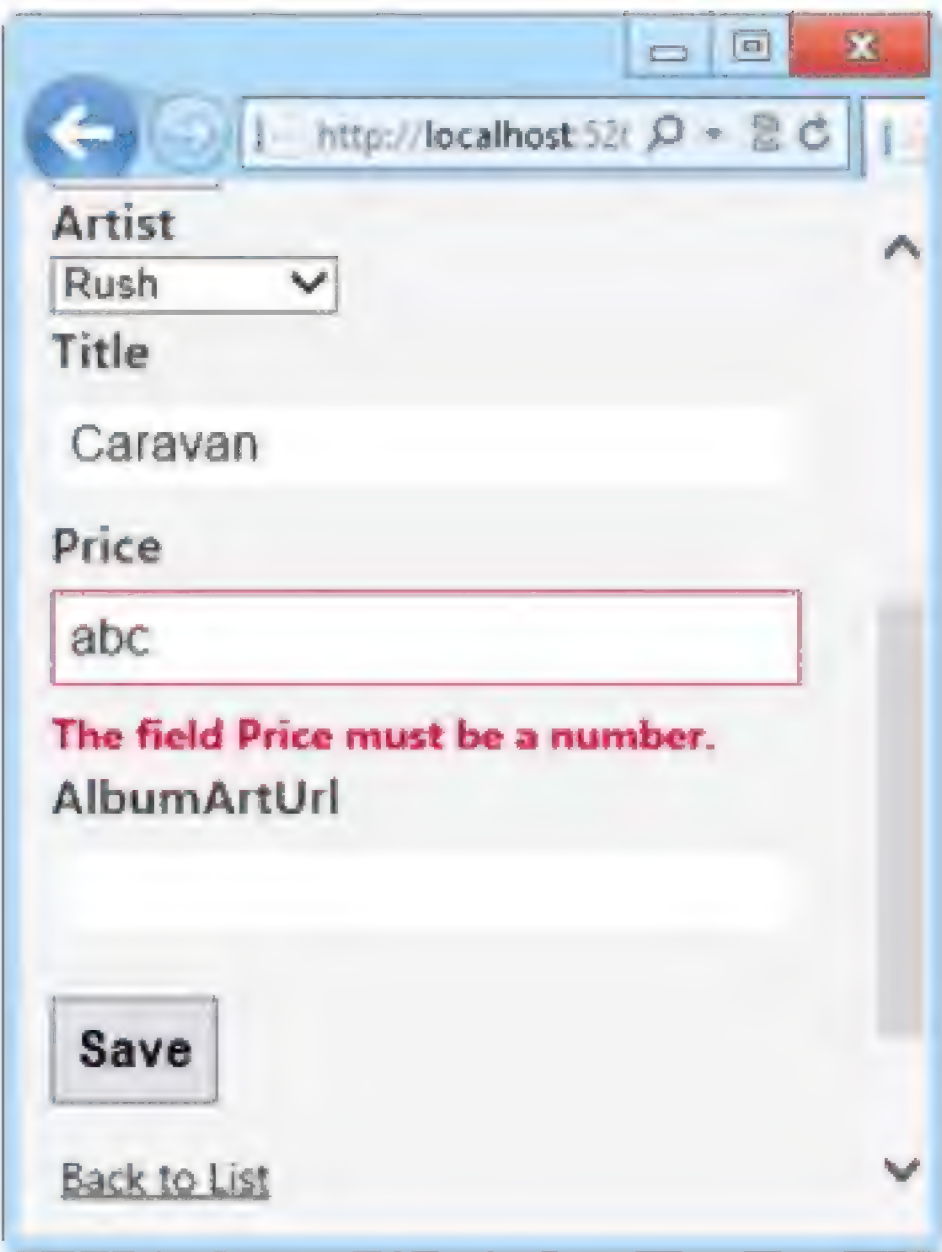 http://localhost:52
Artist
Rush
Title
Caravan
Price
abc
The field Price must be a number.
AlbumArtUrl
Save
Back to List